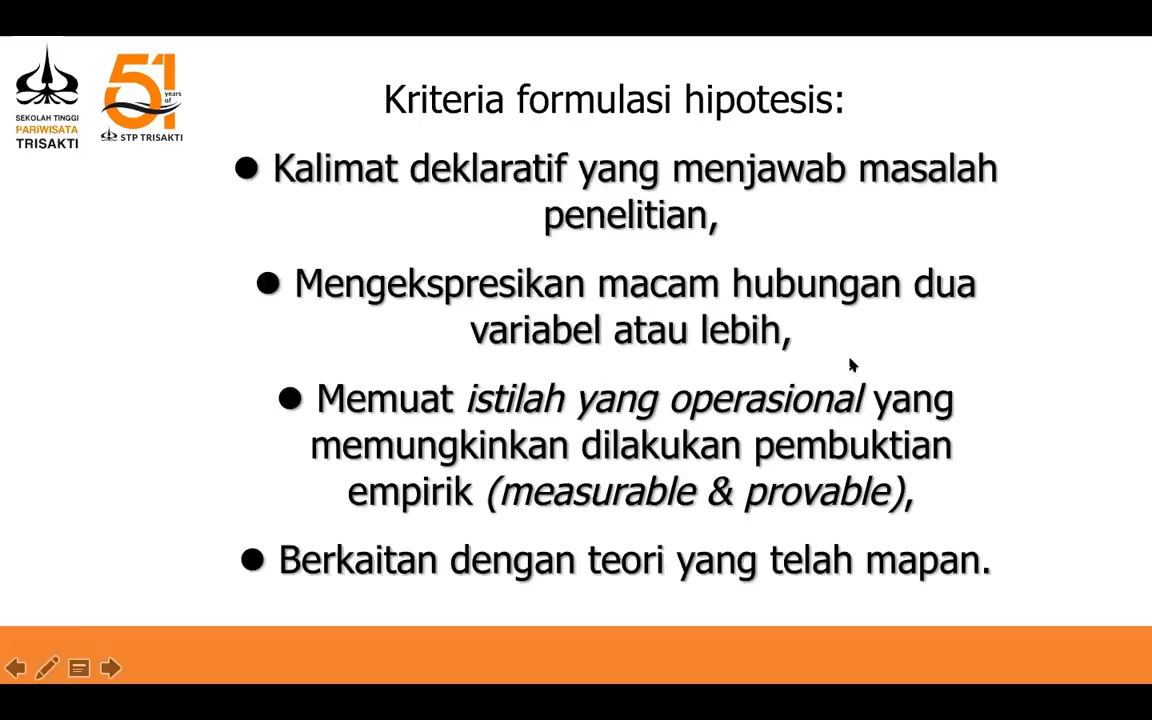 SEKOLAH TINGGI
PARIWISATA
TRISAKTI
51
years
of
STP TRISAKTI
Kriteria formulasi hipotesis:
● Kalimat deklaratif yang menjawab masalah
penelitian,
● Mengekspresikan macam hubungan dua
variabel atau lebih,
● Memuat istilah yang operasional yang
memungkinkan dilakukan pembuktian
empirik (measurable & provable),
● Berkaitan dengan teori yang telah mapan.